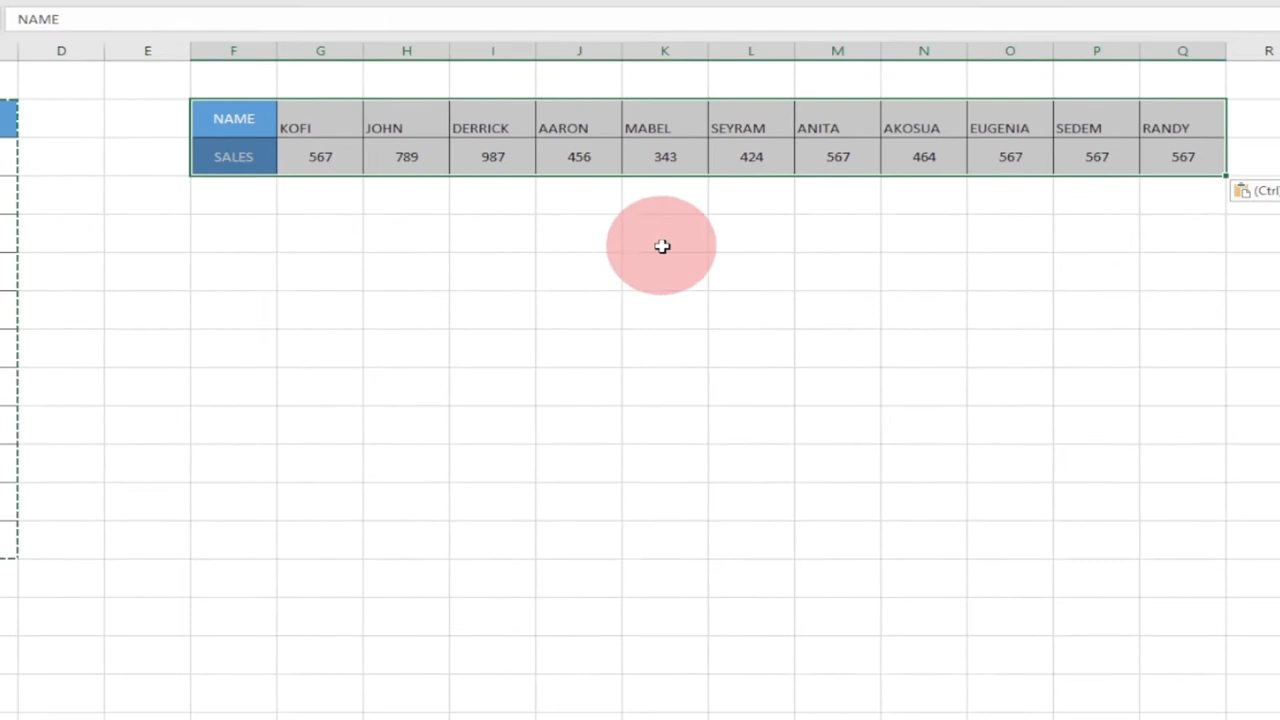 NAME
D E F G H I J K L M N O P Q R
NAME KOFI JOHN DERRICK AARON MABEL SEYRAM ANITA AKOSUA EUGENIA SEDEM RANDY
SALES 567 789 987 456 343 424 567 464 567 567 567
(Ctrl)